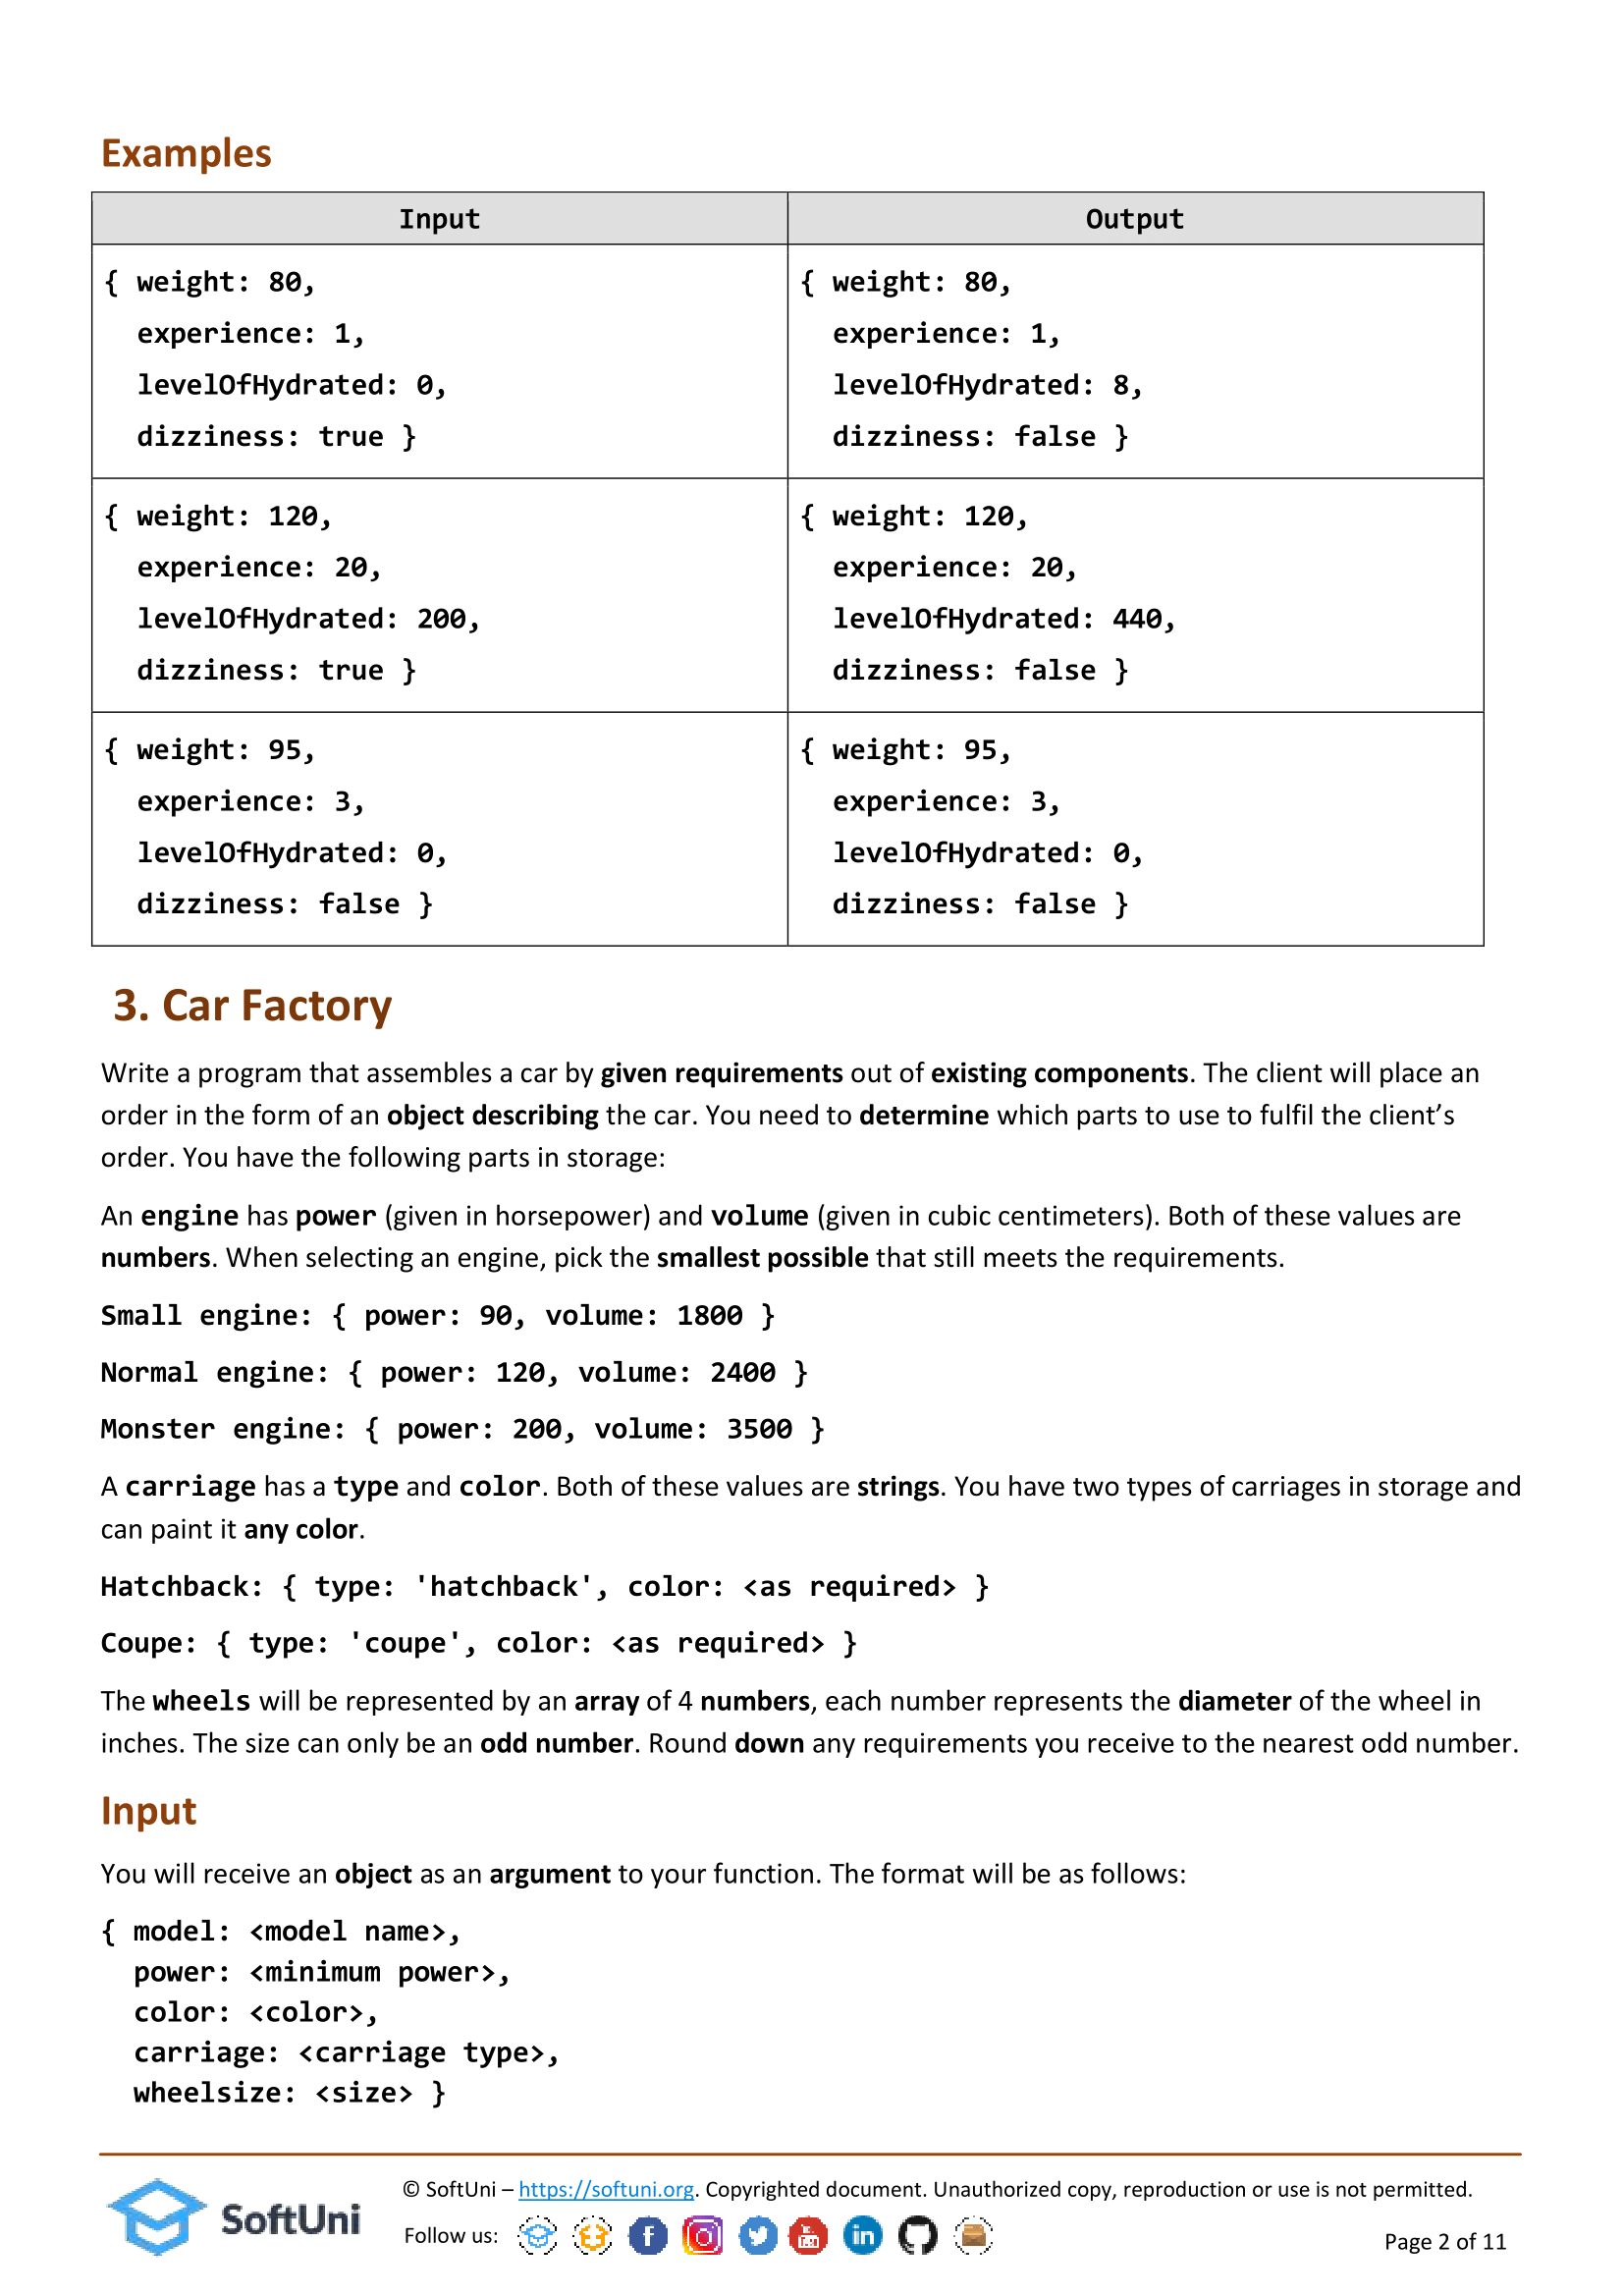 Examples
Input Output
{ weight: 80,
experience: 1,
levelOfHydrated: 0,
dizziness: true }
{ weight: 80,
experience: 1,
levelOfHydrated: 8,
dizziness: false }
{ weight: 120,
experience: 20,
levelOfHydrated: 200,
dizziness: true }
{ weight: 120,
experience: 20,
levelOfHydrated: 440,
dizziness: false }
{ weight: 95,
experience: 3,
levelOfHydrated: 0,
dizziness: false }
{ weight: 95,
experience: 3,
levelOfHydrated: 0,
dizziness: false }
3. Car Factory
Write a program that assembles a car by given requirements out of existing components. The client will place an
order in the form of an object describing the car. You need to determine which parts to use to fulfil the client’s
order. You have the following parts in storage:
An engine has power (given in horsepower) and volume (given in cubic centimeters). Both of these values are
numbers. When selecting an engine, pick the smallest possible that still meets the requirements.
Small engine: { power: 90, volume: 1800 }
Normal engine: { power: 120, volume: 2400 }
Monster engine: { power: 200, volume: 3500 }
A carriage has a type and color. Both of these values are strings. You have two types of carriages in storage and
can paint it any color.
Hatchback: { type: 'hatchback', color: <as required> }
Coupe: { type: 'coupe', color: <as required> }
The wheels will be represented by an array of 4 numbers, each number represents the diameter of the wheel in
inches. The size can only be an odd number. Round down any requirements you receive to the nearest odd number.
Input
You will receive an object as an argument to your function. The format will be as follows:
{ model: <model name>,
power: <minimum power>,
color: <color>,
carriage: <carriage type>,
wheelsize: <size> }
SoftUni
© SoftUni – https://softuni.org. Copyrighted document. Unauthorized copy, reproduction or use is not permitted.
Follow us:
Page 2 of 11